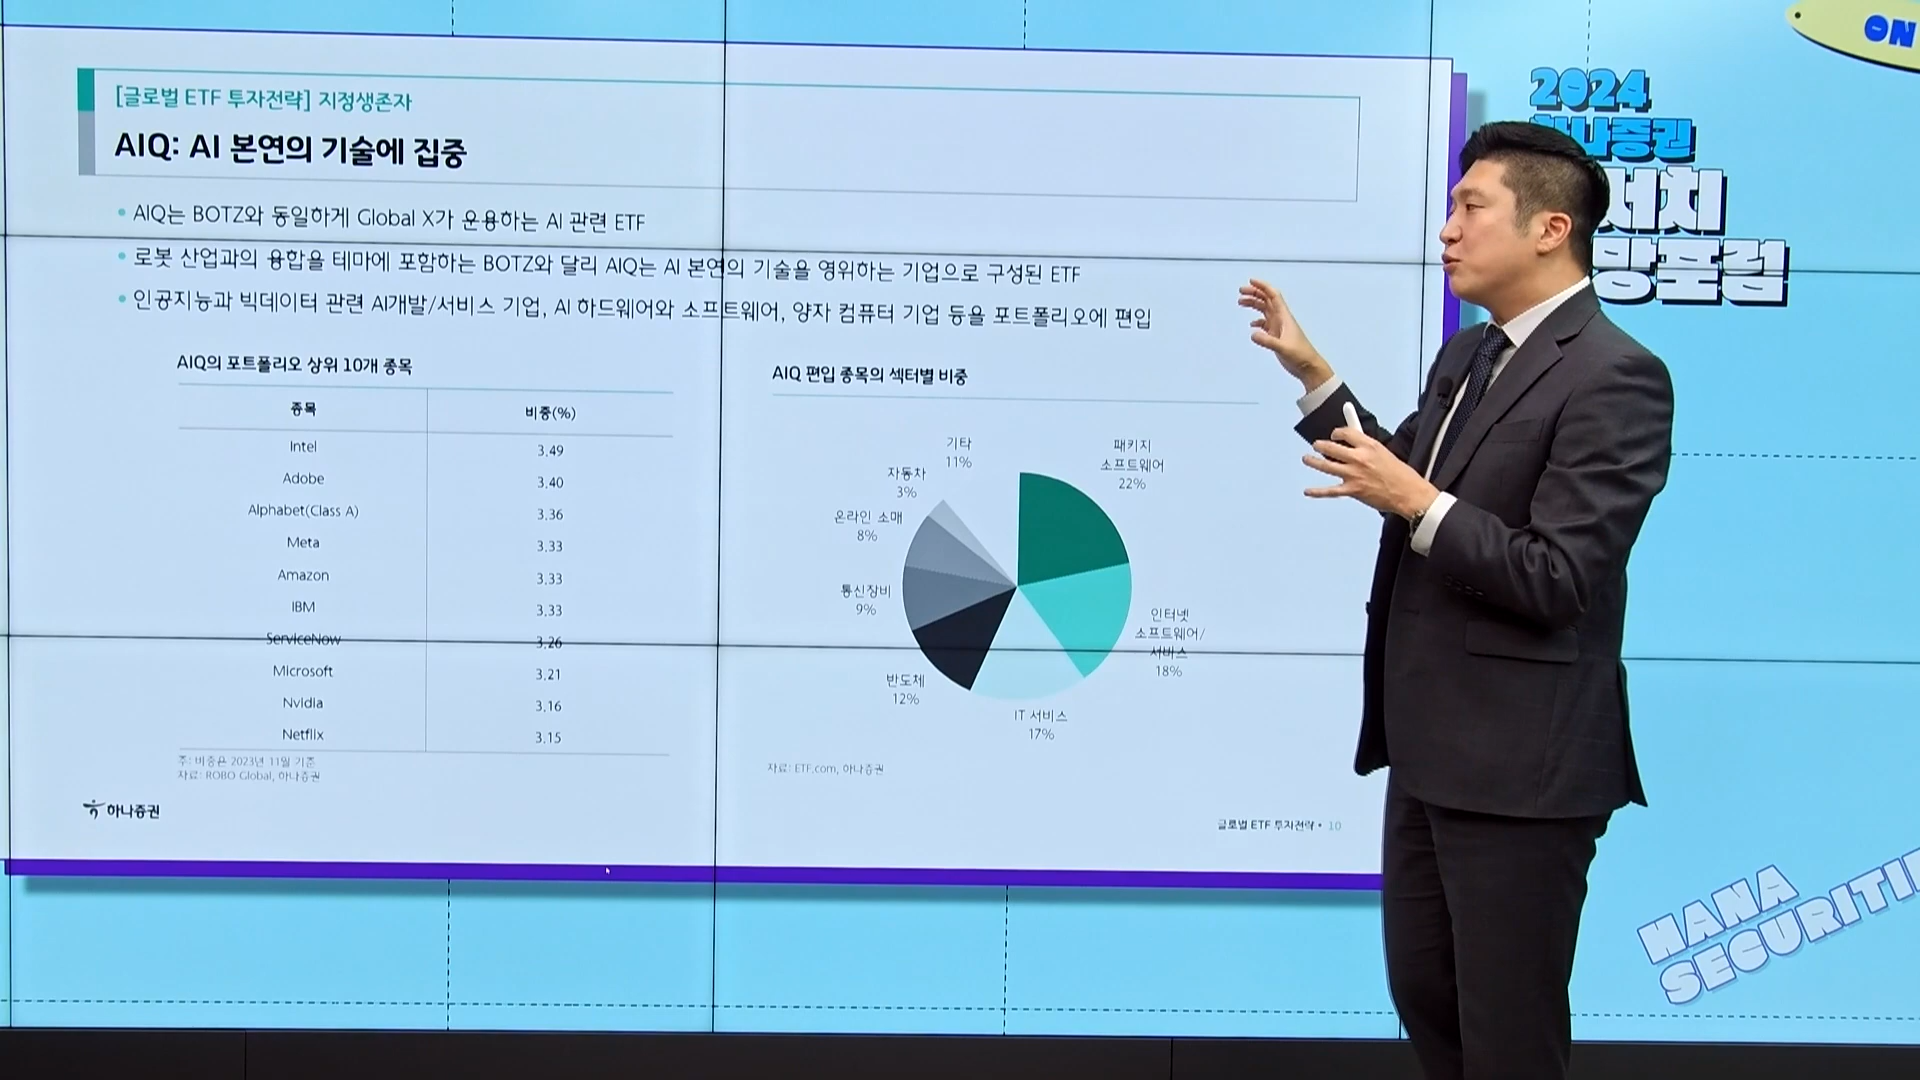 [글로벌 ETF 투자전략] 지정생존자
AIQ: AI 본연의 기술에 집중
• AIQ는 BOTZ와 동일하게 Global X가 운용하는 AI 관련 ETF
• 로봇 산업과의 융합을 테마에 포함하는 BOTZ와 달리 AIQ는 AI 본연의 기술을 영위하는 기업으로 구성된 ETF
• 인공지능과 빅데이터 관련 AI개발/서비스 기업, AI 하드웨어와 소프트웨어, 양자 컴퓨터 기업 등을 포트폴리오에 편입
AIQ의 포트폴리오 상위 10개 종목
종목 비중(%)
Intel 3.49
Adobe 3.40
Alphabet(Class A) 3.36
Meta 3.33
Amazon 3.33
IBM 3.33
ServiceNow 3.26
Microsoft 3.21
Nvidia 3.16
Netflix 3.15
주: 비중은 2023년 11월 기준
자료: ROBO Global, 하나증권
AIQ 편입 종목의 섹터별 비중
패키지
소프트웨어
22%
인터넷
소프트웨어/
서비스
18%
IT 서비스
17%
반도체
12%
통신장비
9%
온라인 소매
8%
자동차
3%
기타
11%
자료: ETF.com, 하나증권
하나증권
글로벌 ETF 투자전략 • 10
ON
2024
하나증권
HANA